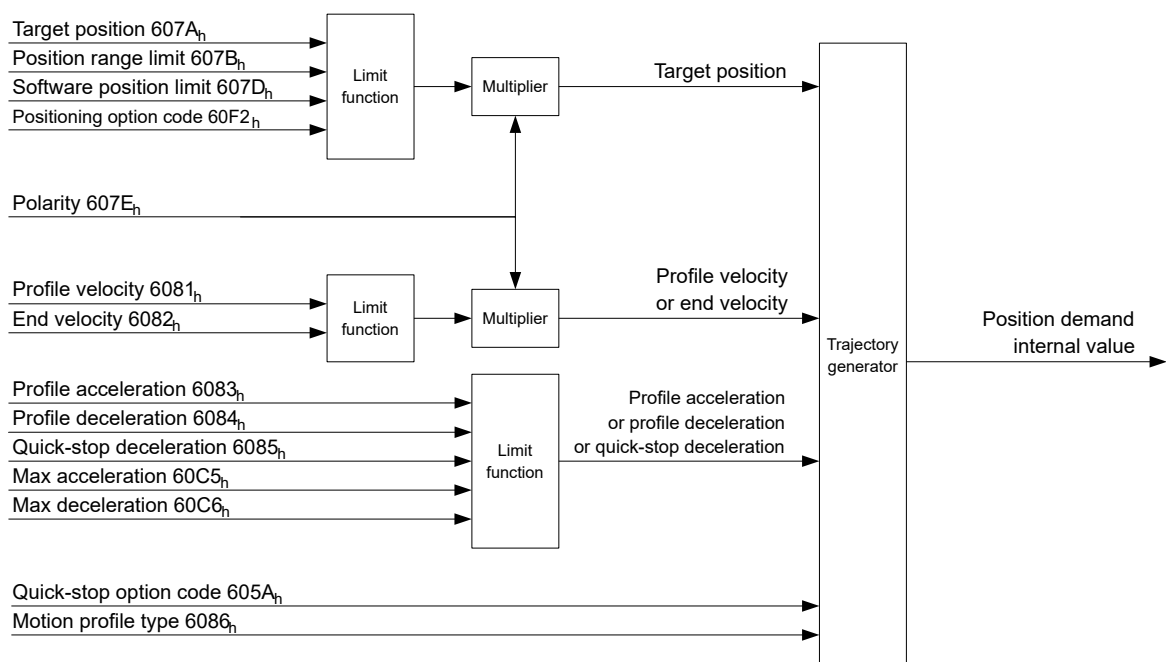 Target position 607Ah
Position range limit 607Bh
Software position limit 607Dh
Positioning option code 60F2h
Limit
function
Multiplier
Target position
Polarity 607Eh
Profile velocity 6081h
End velocity 6082h
Limit
function
Multiplier
Profile velocity
or end velocity
Trajectory
generator
Position demand
internal value
Profile acceleration 6083h
Profile deceleration 6084h
Quick-stop deceleration 6085h
Max acceleration 60C5h
Max deceleration 60C6h
Limit
function
Profile acceleration
or profile deceleration
or quick-stop deceleration
Quick-stop option code 605Ah
Motion profile type 6086h